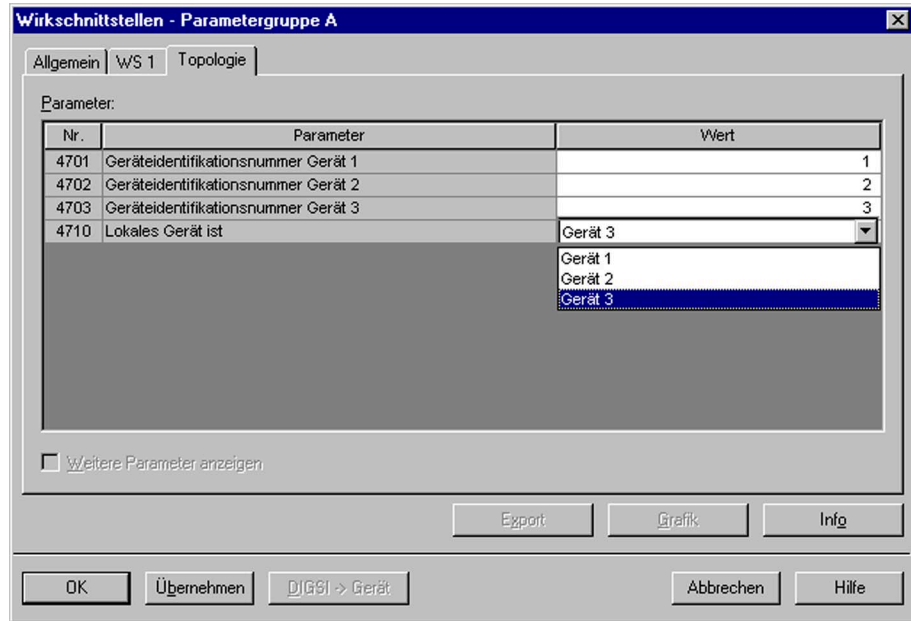 Wirkschnittstellen - Parametergruppe A
Allgemein WS 1 Topologie
Parameter:
Nr. Parameter Wert
4701 Geräteidentifikationsnummer Gerät 1 1
4702 Geräteidentifikationsnummer Gerät 2 2
4703 Geräteidentifikationsnummer Gerät 3 3
4710 Lokales Gerät ist Gerät 3
Gerät 1
Gerät 2
Gerät 3
Weitere Parameter anzeigen
Export Grafik Info
OK Übernehmen DIGSI -> Gerät Abbrechen Hilfe